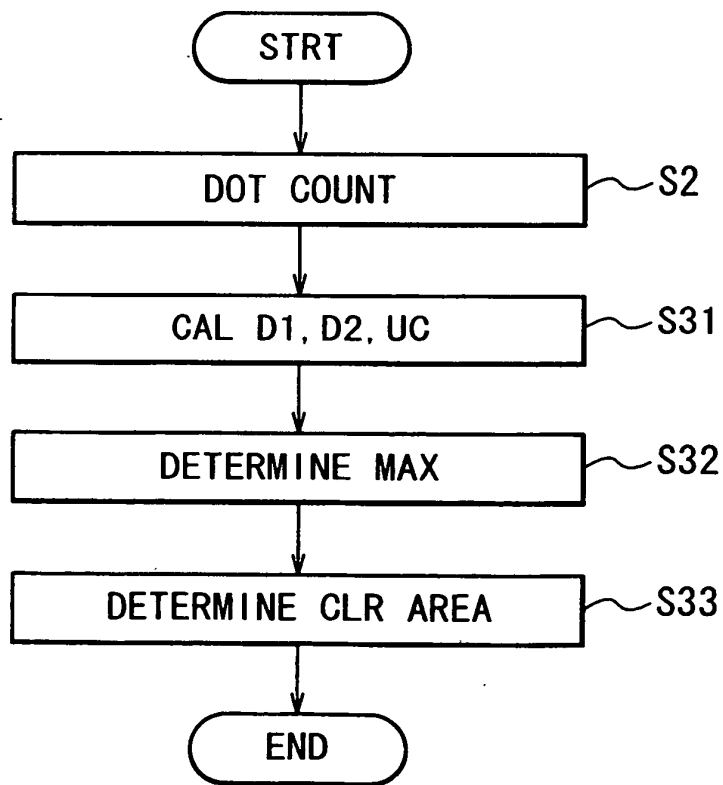 STRT
DOT COUNT
S2
CAL D1, D2, UC
S31
DETERMINE MAX
S32
DETERMINE CLR AREA
S33
END